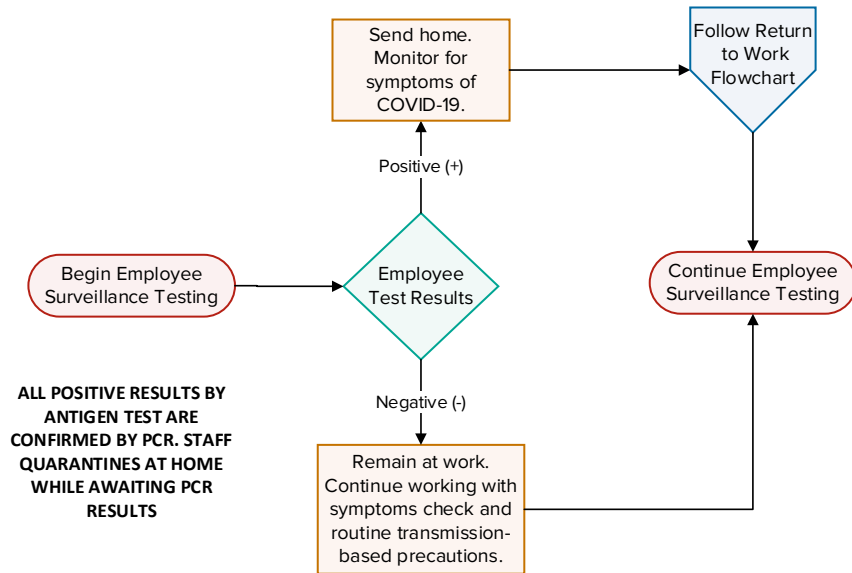 Send home.
Monitor for
symptoms of
COVID-19.
Follow Return
to Work
Flowchart
Positive (+)
Begin Employee
Surveillance Testing
Employee
Test Results
Continue Employee
Surveillance Testing
Negative (-)
ALL POSITIVE RESULTS BY
ANTIGEN TEST ARE
CONFIRMED BY PCR. STAFF
QUARANTINES AT HOME
WHILE AWAITING PCR
RESULTS
Remain at work.
Continue working with
symptoms check and
routine transmission-
based precautions.